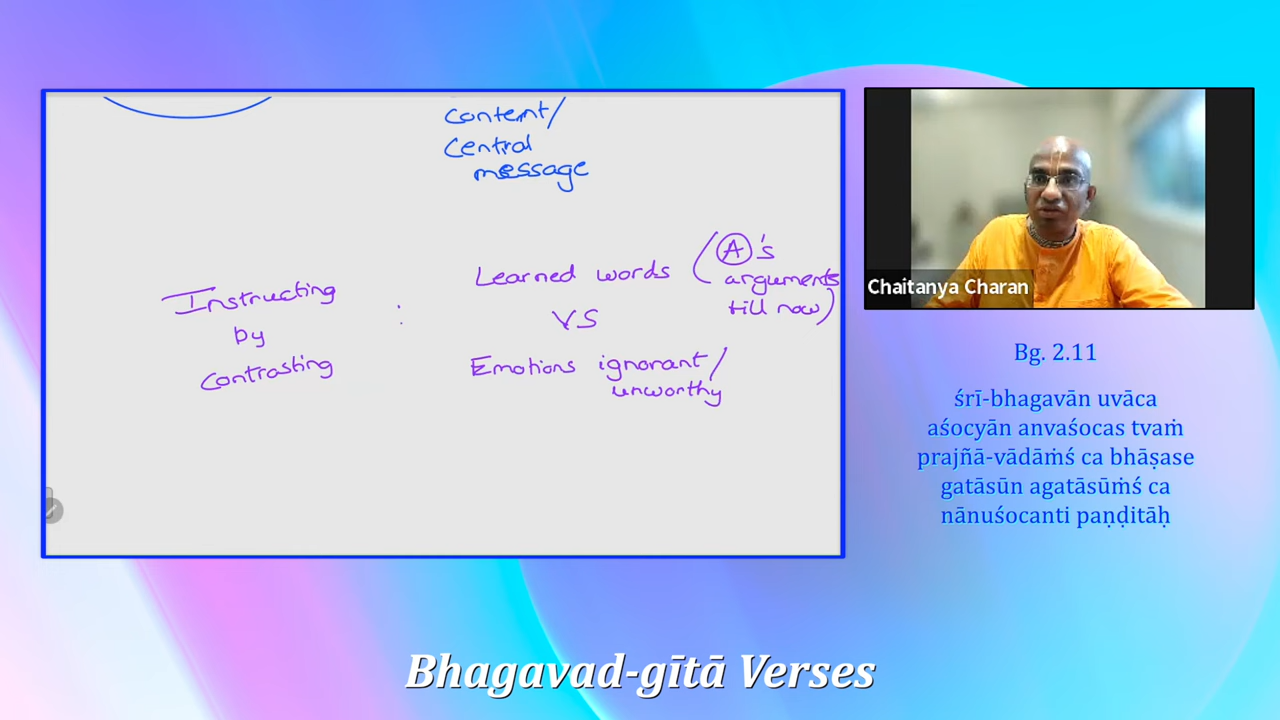 content/
central
message
Instructing
by
contrasting
:
Learned words (Ⓐ's
arguments
till now)
VS
Emotions ignorant/
unworthy
Chaitanya Charan
Bg. 2.11
śrī-bhagavān uvāca
aśocyān anvaśocas tvaṁ
prajñā-vādāṁś ca bhāṣase
gatāsūn agatāsūṁś ca
nānuśocanti paṇḍitāḥ
Bhagavad-gītā Verses